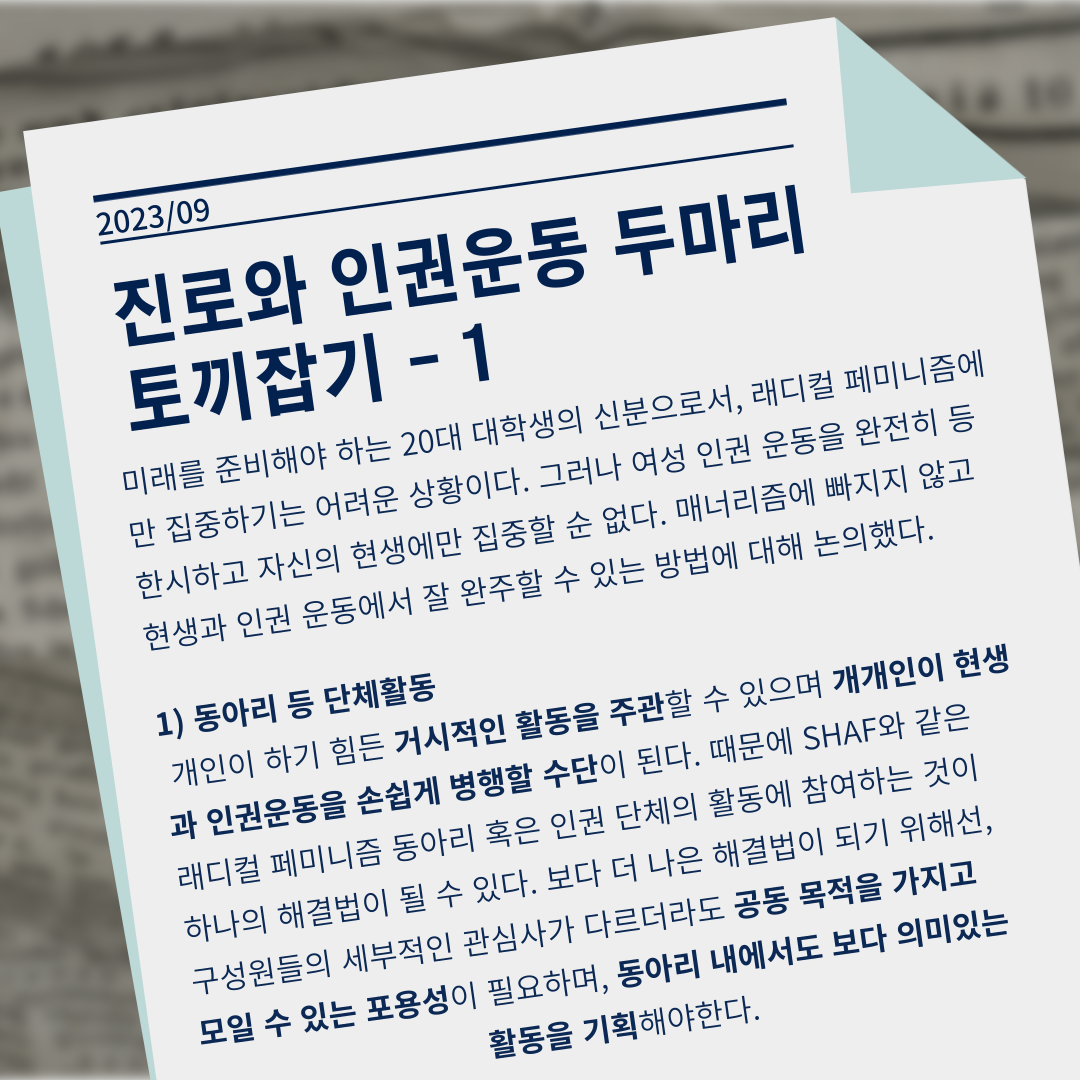 2023/09
진로와 인권운동 두마리
토끼잡기 - 1
미래를 준비해야 하는 20대 대학생의 신분으로서, 래디컬 페미니즘에
만 집중하기는 어려운 상황이다. 그러나 여성 인권 운동을 완전히 등
한시하고 자신의 현생에만 집중할 순 없다. 매너리즘에 빠지지 않고
현생과 인권 운동에서 잘 완주할 수 있는 방법에 대해 논의했다.
1) 동아리 등 단체활동
개인이 하기 힘든 거시적인 활동을 주관할 수 있으며 개개인이 현생
과 인권운동을 손쉽게 병행할 수단이 된다. 때문에 SHAF와 같은
래디컬 페미니즘 동아리 혹은 인권 단체의 활동에 참여하는 것이
하나의 해결법이 될 수 있다. 보다 더 나은 해결법이 되기 위해선,
구성원들의 세부적인 관심사가 다르더라도 공동 목적을 가지고
모일 수 있는 포용성이 필요하며, 동아리 내에서도 보다 의미있는
활동을 기획해야한다.